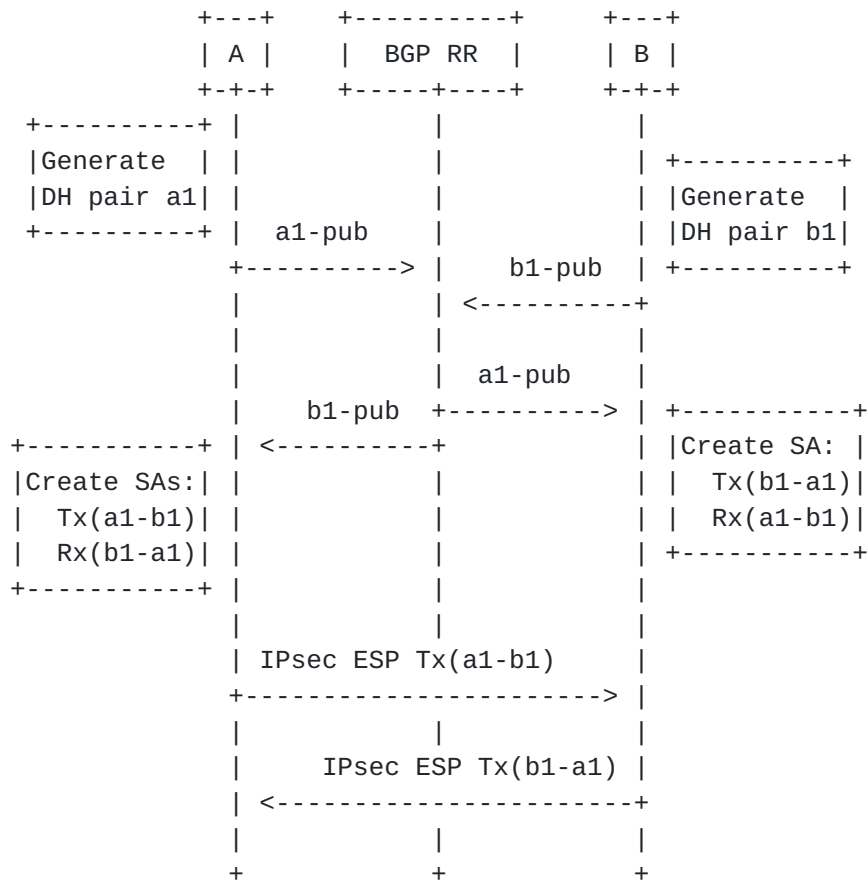 A BGP RR B
Generate
DH pair a1 Generate
a1-pub DH pair b1
b1-pub
a1-pub
b1-pub
Create SA:
Create SAs: Tx(b1-a1)
Tx(a1-b1) Rx(a1-b1)
Rx(b1-a1)
IPsec ESP Tx(a1-b1)
IPsec ESP Tx(b1-a1)